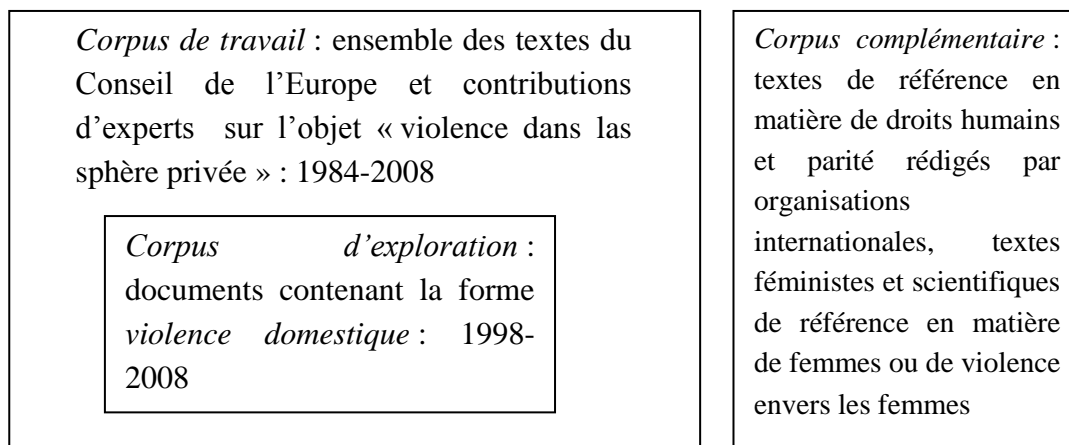 Corpus de travail : ensemble des textes du
Conseil de l’Europe et contributions
d’experts sur l’objet « violence dans las
sphère privée » : 1984-2008
Corpus d’exploration :
documents contenant la forme
violence domestique : 1998-
2008
Corpus complémentaire :
textes de référence en
matière de droits humains
et parité rédigés par
organisations
internationales, textes
féministes et scientifiques
de référence en matière
de femmes ou de violence
envers les femmes